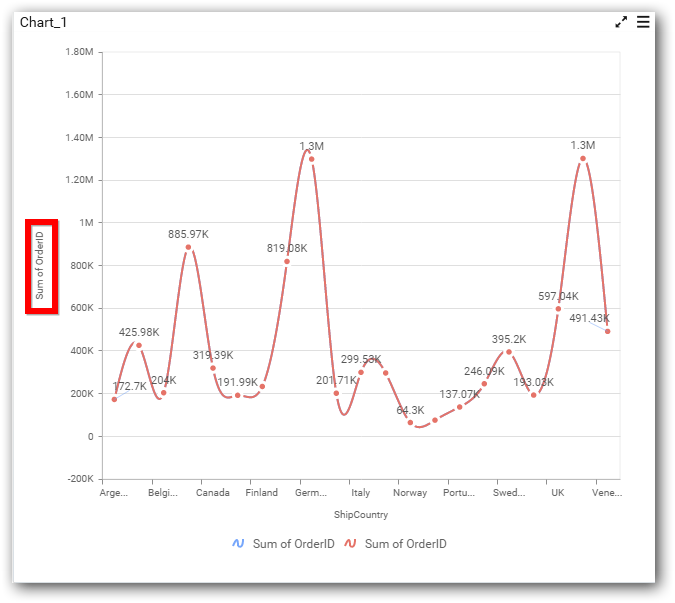 Chart_1
1.80M
1.60M
1.40M
1.20M
1M
800K
600K
400K
200K
0
-200K
Sum of OrderID
172.7K
425.98K
204K
885.97K
319.39K
191.99K
819.08K
1.3M
201.71K
299.53K
64.3K
137.07K
246.09K
395.2K
193.03K
597.04K
1.3M
491.43K
Arge... Belgi... Canada Finland Germ... Italy Norway Portu... Swed... UK Vene...
ShipCountry
Sum of OrderID Sum of OrderID